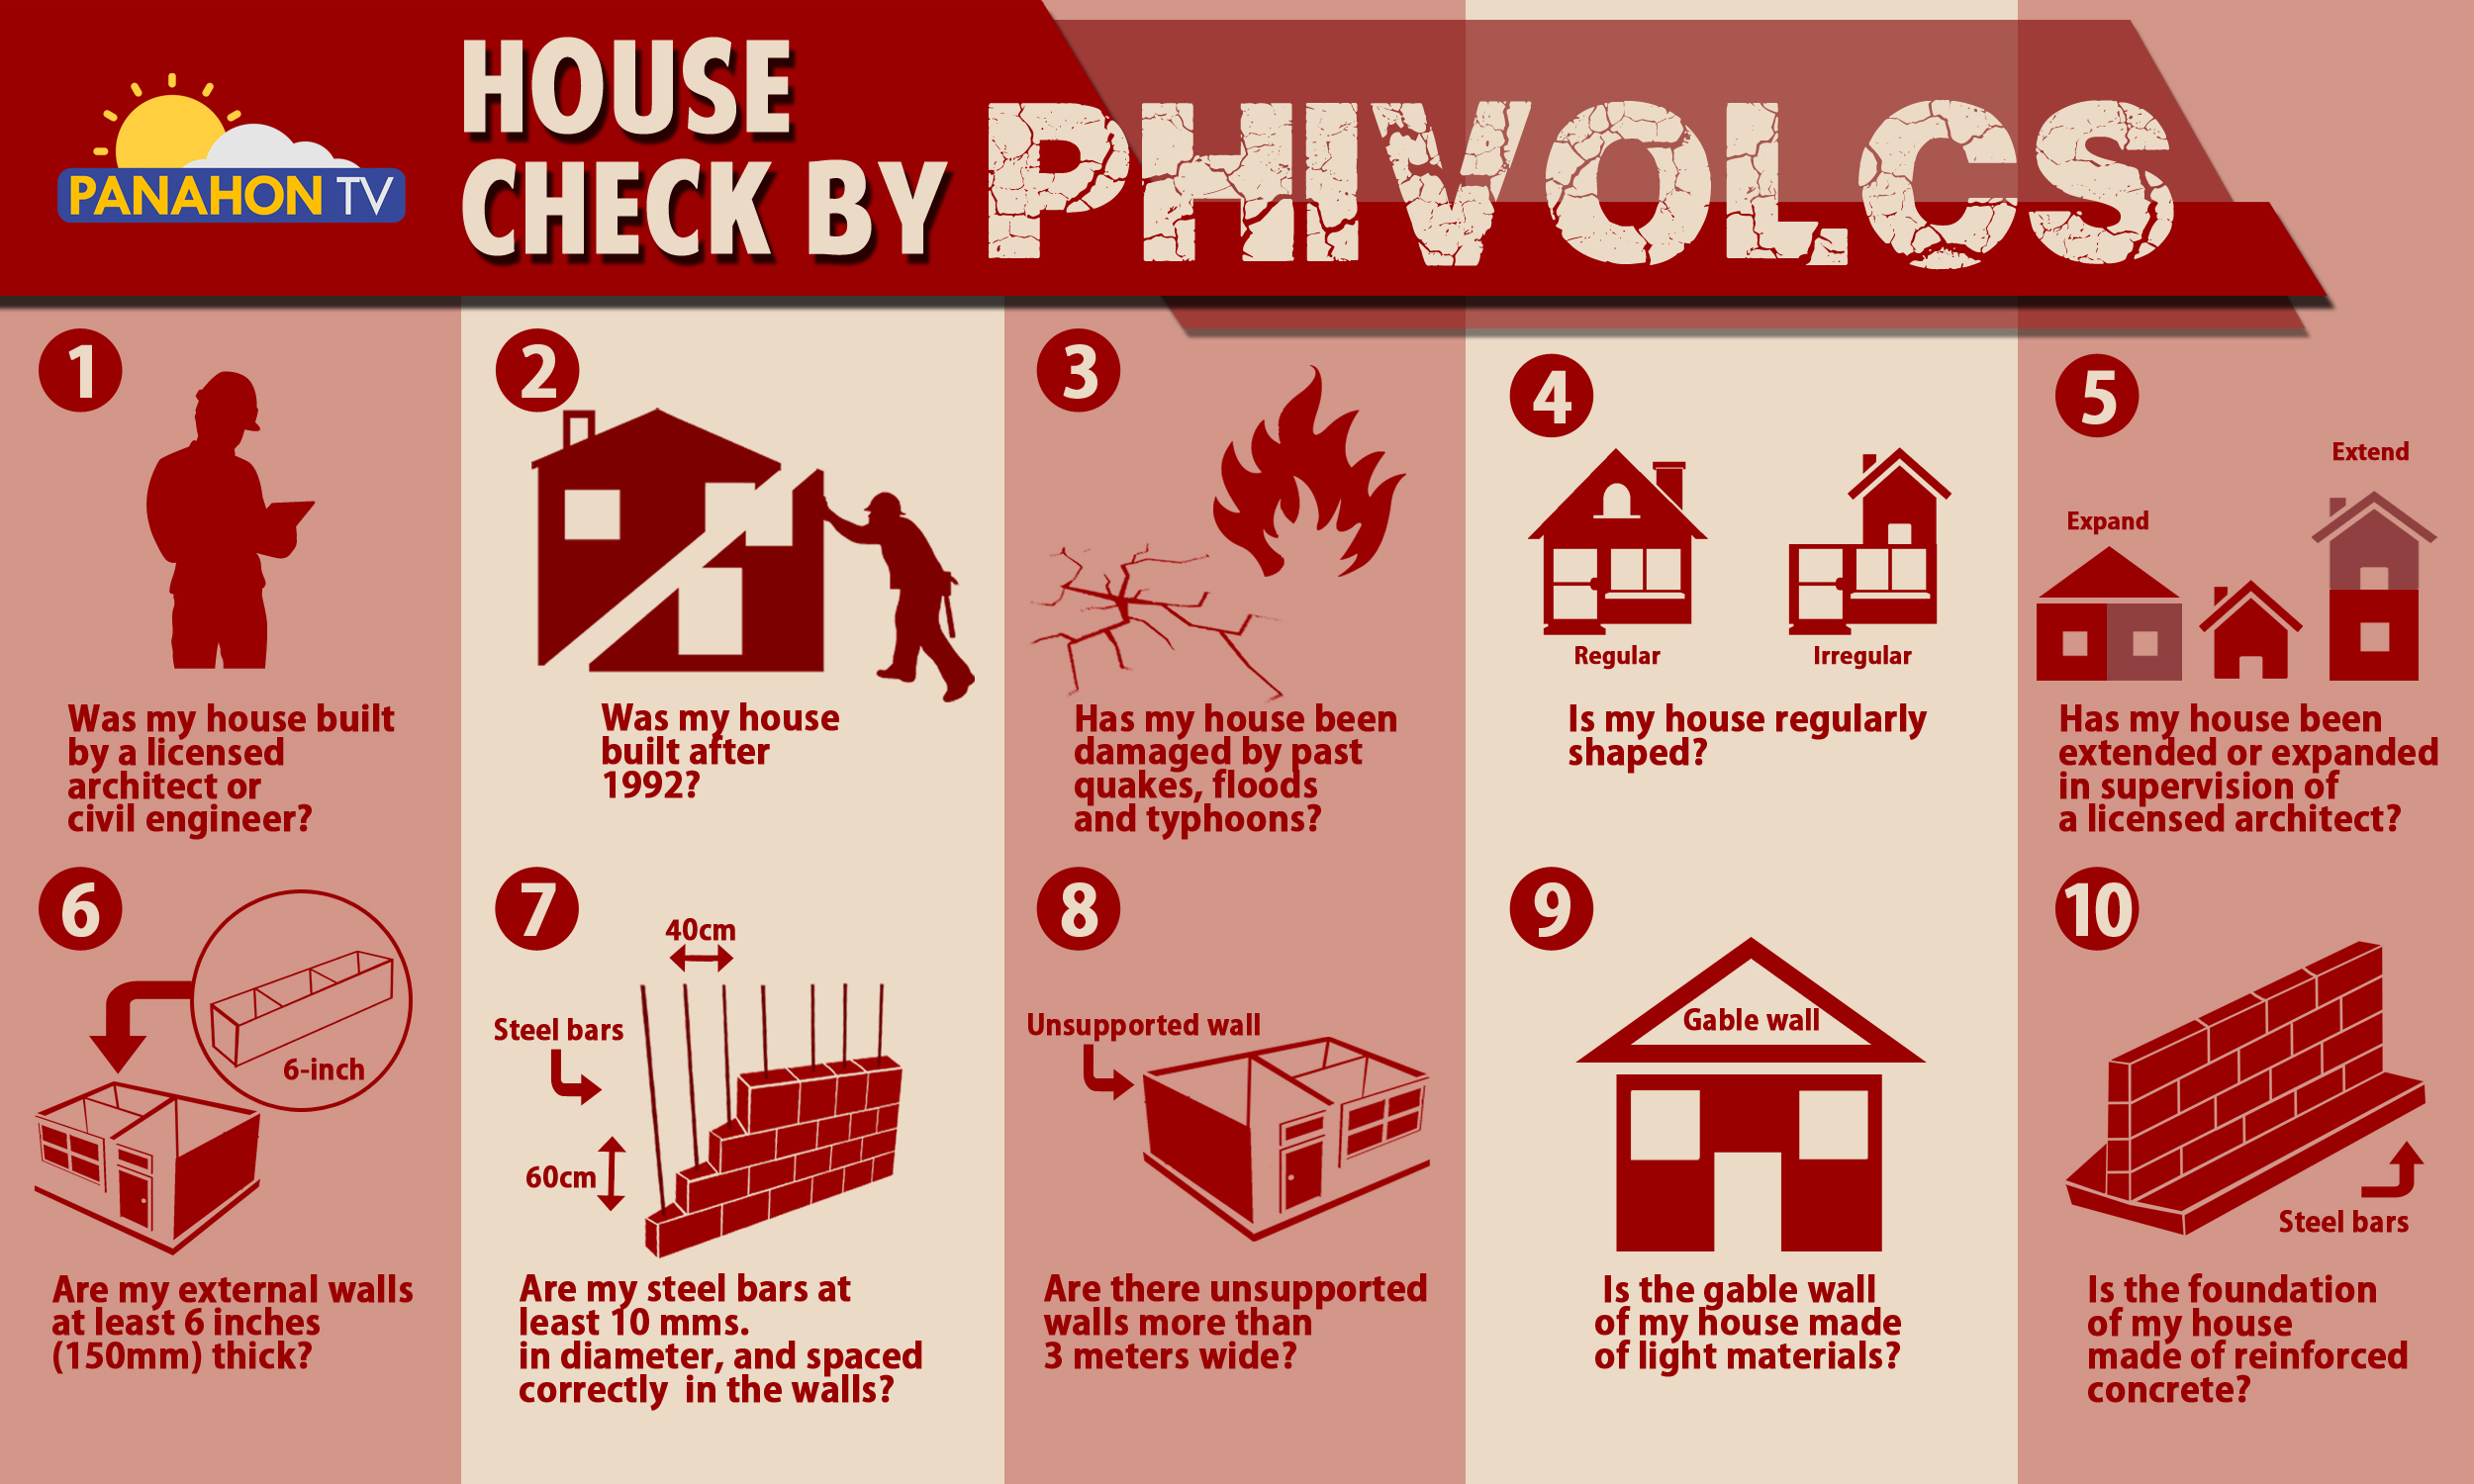 PANAHON TV
HOUSE
CHECK BY PHIVOLCS
1
Was my house built
by a licensed
architect or
civil engineer?
2
Was my house
built after
1992?
3
Has my house been
damaged by past
quakes, floods
and typhoons?
4
Regular
Irregular
Is my house regularly
shaped?
5
Extend
Expand
Has my house been
extended or expanded
in supervision of
a licensed architect?
6
6-inch
Are my external walls
at least 6 inches
(150mm) thick?
7
40cm
Steel bars
60cm
Are my steel bars at
least 10 mms.
in diameter, and spaced
correctly in the walls?
8
Unsupported wall
Are there unsupported
walls more than
3 meters wide?
9
Gable wall
Is the gable wall
of my house made
of light materials?
10
Steel bars
Is the foundation
of my house
made of reinforced
concrete?